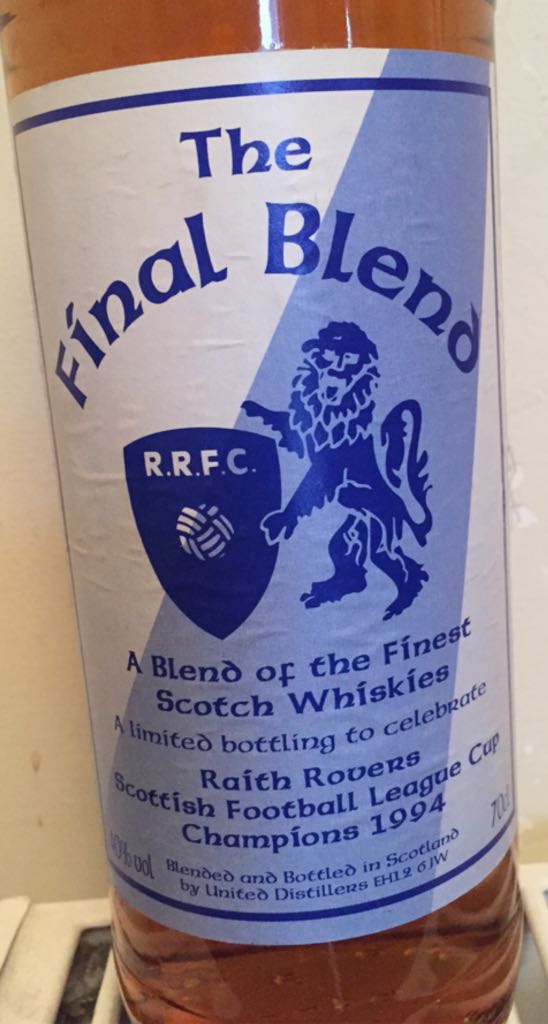 The
Final Blend
R.R.F.C.
A Blend of the Finest
Scotch Whiskies
A limited bottling to celebrate
Raith Rovers
Scottish Football League Cup
Champions 1994
40% vol
70cl
Blended and Bottled in Scotland
by United Distillers EH12 6JW